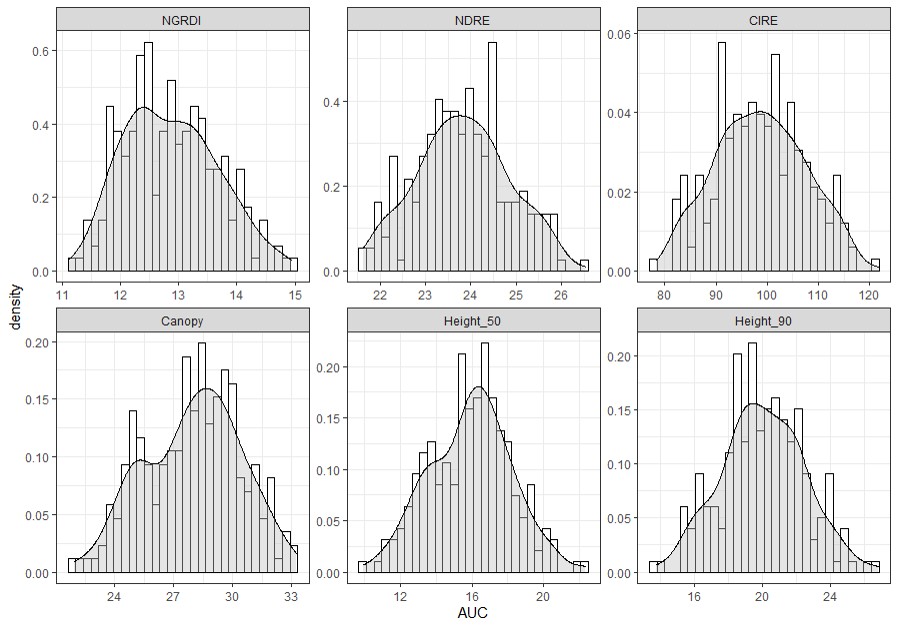 NGRDI NDRE CIRE
0.6 0.4 0.2 0.0
0.4 0.2 0.0
0.06 0.04 0.02 0.00
11 12 13 14 15
22 23 24 25 26
80 90 100 110 120
density
Canopy Height_50 Height_90
0.20 0.15 0.10 0.05 0.00
0.20 0.15 0.10 0.05 0.00
0.20 0.15 0.10 0.05 0.00
24 27 30 33
12 16 20
16 20 24
AUC